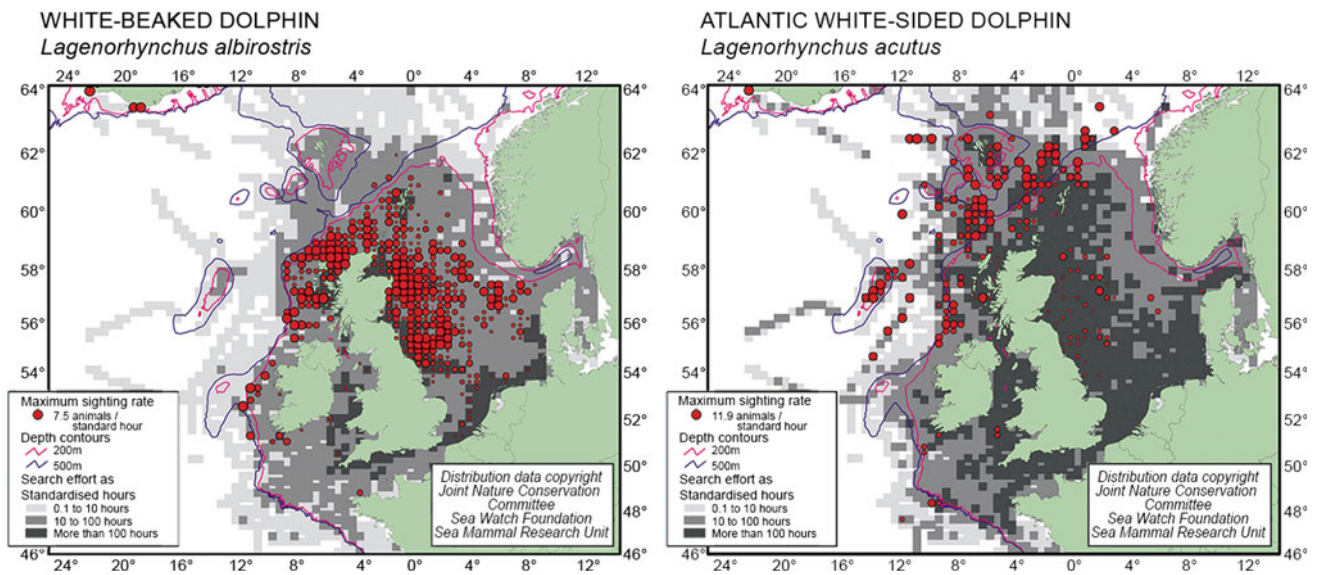 WHITE-BEAKED DOLPHIN
Lagenorhynchus albirostris
24° 20° 16° 12° 8° 4° 0° 4° 8° 12°
64° 64°
62° 62°
60° 60°
58° 58°
56° 56°
54° 54°
52°
50°
48°
46° 46°
Maximum sighting rate
7.5 animals /
standard hour
Depth contours
200m
500m
Search effort as
Standardised hours
0.1 to 10 hours
10 to 100 hours
More than 100 hours
Distribution data copyright
Joint Nature Conservation
Committee
Sea Watch Foundation
Sea Mammal Research Unit
24° 20° 16° 12° 8° 4° 0° 4° 8° 12°
ATLANTIC WHITE-SIDED DOLPHIN
Lagenorhynchus acutus
24° 20° 16° 12° 8° 4° 0° 4° 8° 12°
64° 64°
62° 62°
60° 60°
58° 58°
56° 56°
54° 54°
52°
50°
48°
46° 46°
Maximum sighting rate
11.9 animals /
standard hour
Depth contours
200m
500m
Search effort as
Standardised hours
0.1 to 10 hours
10 to 100 hours
More than 100 hours
Distribution data copyright
Joint Nature Conservation
Committee
Sea Watch Foundation
Sea Mammal Research Unit
24° 20° 16° 12° 8° 4° 0° 4° 8° 12°